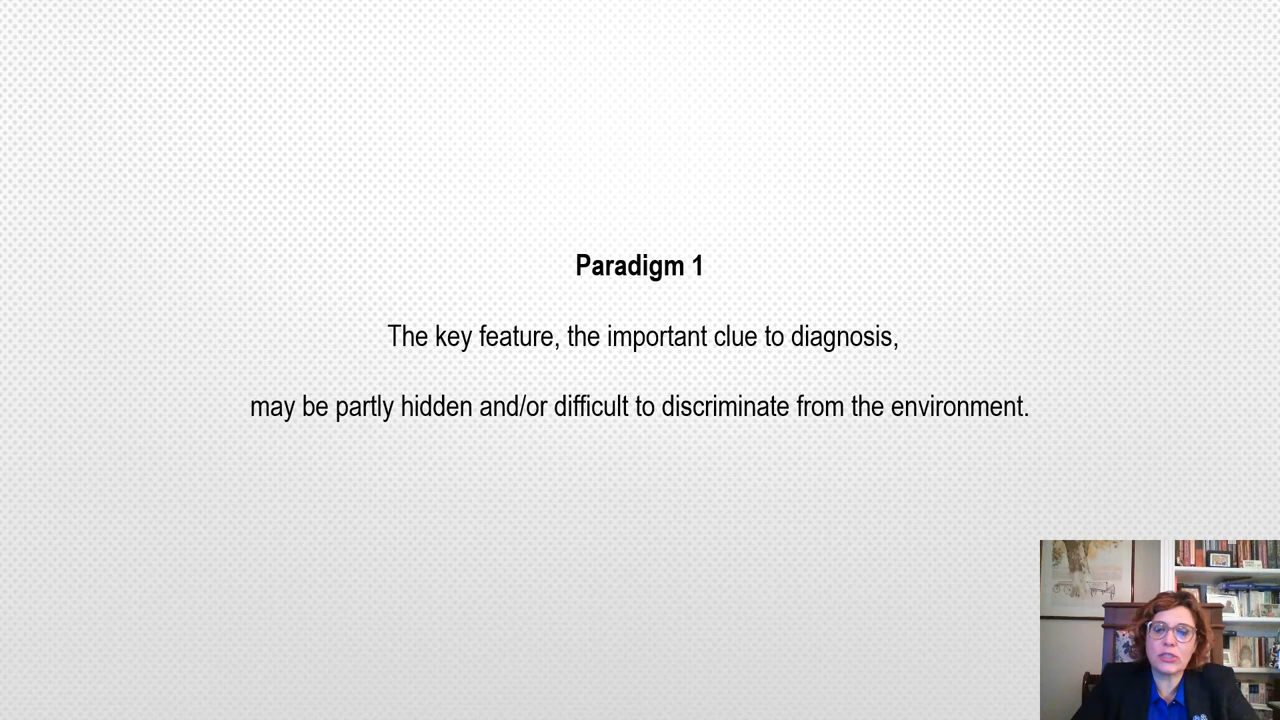 Paradigm 1
The key feature, the important clue to diagnosis,
may be partly hidden and/or difficult to discriminate from the environment.